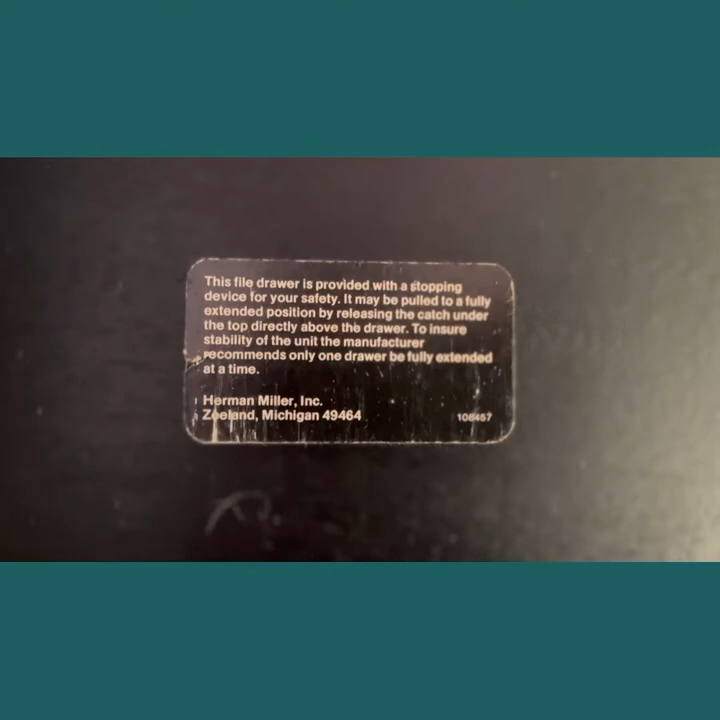 This file drawer is provided with a stopping
device for your safety. It may be pulled to a fully
extended position by releasing the catch under
the top directly above the drawer. To insure
stability of the unit the manufacturer
recommends only one drawer be fully extended
at a time.
Herman Miller, Inc.
Zeeland, Michigan 49464
108457